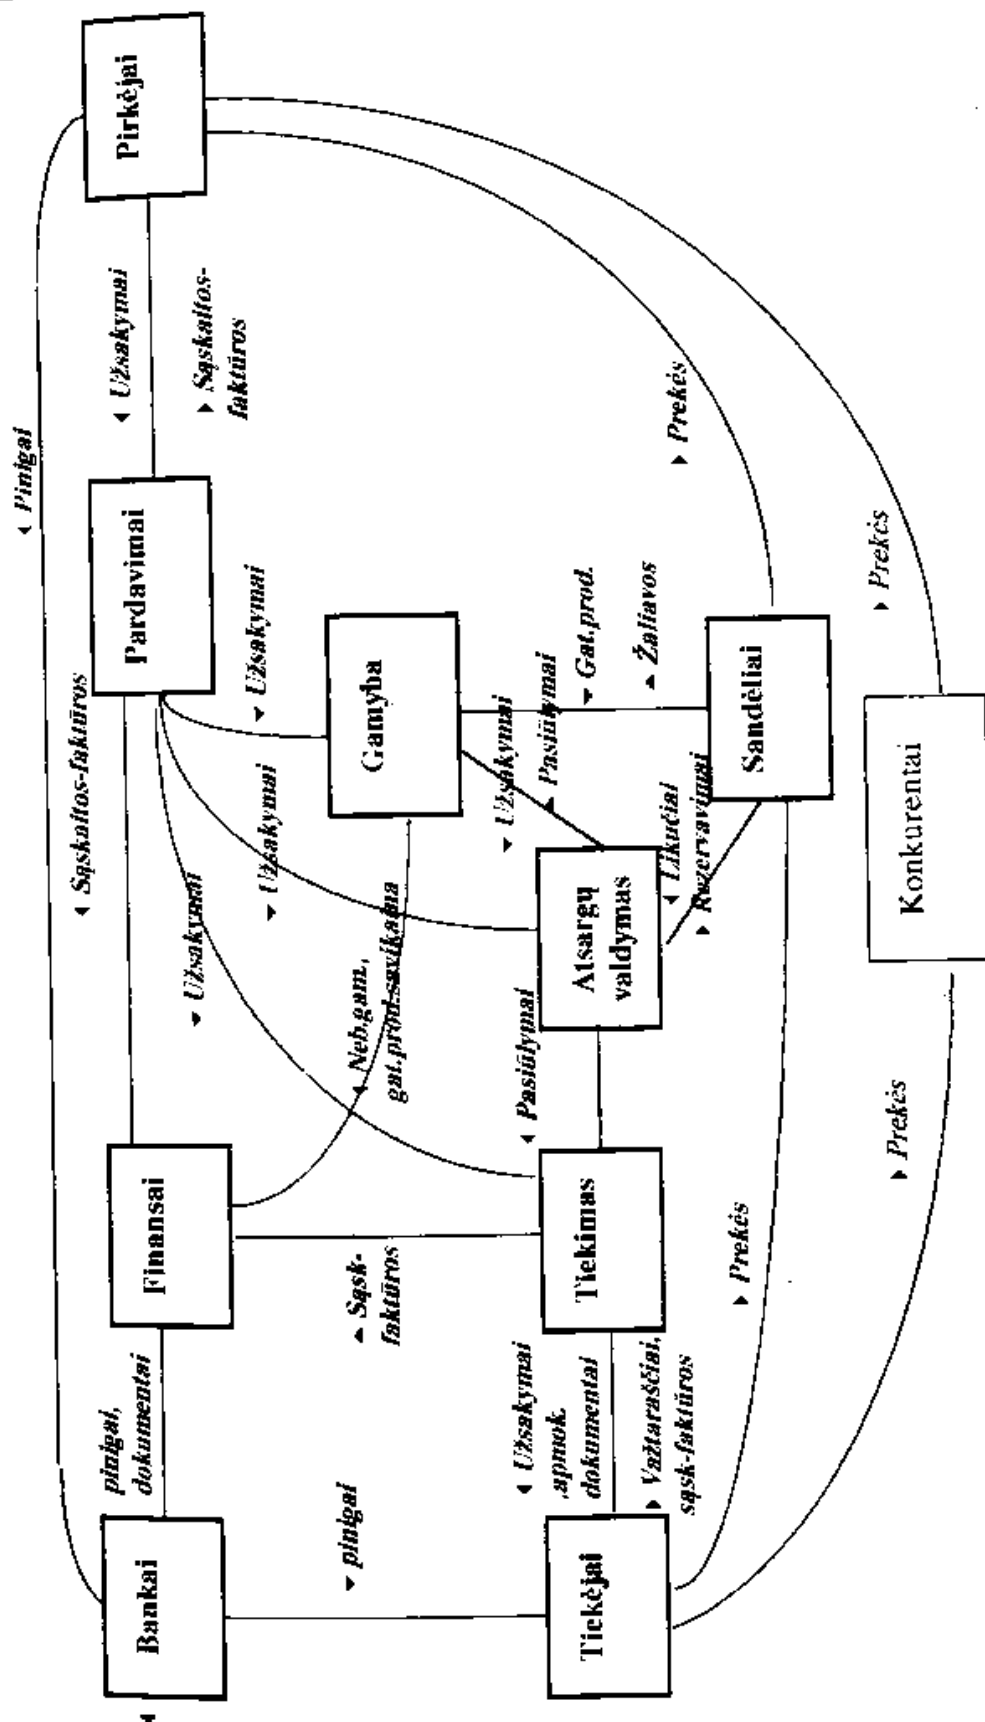 Pinigai
Bankai
pinigai,
dokumentai
Finansai
Sąskaitos-faktūros
Pardavimai
Užsakymai
Sąskaitos-
faktūros
Pirkėjai
Užsakymai
Užsakymai
Užsakymai
pinigai
Sąsk-
faktūros
Neb.gam.,
gat.prod.savikaina
Gamyba
Užsakymai
Pasiūlymai
Gat.prod.
Žaliavos
Užsakymai
,apmok.
dokumentai
Važtaraščiai,
sąsk-faktūros
Tiekėjai
Tiekimas
Pasiūlymai
Atsargų
valdymas
Likučiai
Rezervavimai
Sandėliai
Prekės
Prekės
Prekės
Konkurentai
Prekės